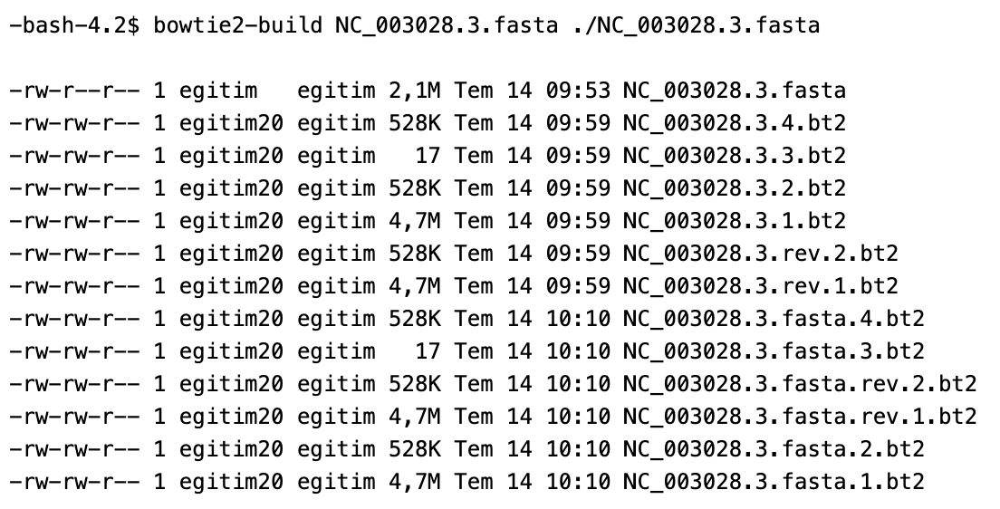 -bash-4.2$ bowtie2-build NC_003028.3.fasta ./NC_003028.3.fasta
-rw-r--r-- 1 egitim   egitim 2,1M Tem 14 09:53 NC_003028.3.fasta
-rw-rw-r-- 1 egitim20 egitim 528K Tem 14 09:59 NC_003028.3.4.bt2
-rw-rw-r-- 1 egitim20 egitim   17 Tem 14 09:59 NC_003028.3.3.bt2
-rw-rw-r-- 1 egitim20 egitim 528K Tem 14 09:59 NC_003028.3.2.bt2
-rw-rw-r-- 1 egitim20 egitim 4,7M Tem 14 09:59 NC_003028.3.1.bt2
-rw-rw-r-- 1 egitim20 egitim 528K Tem 14 09:59 NC_003028.3.rev.2.bt2
-rw-rw-r-- 1 egitim20 egitim 4,7M Tem 14 09:59 NC_003028.3.rev.1.bt2
-rw-rw-r-- 1 egitim20 egitim 528K Tem 14 10:10 NC_003028.3.fasta.4.bt2
-rw-rw-r-- 1 egitim20 egitim   17 Tem 14 10:10 NC_003028.3.fasta.3.bt2
-rw-rw-r-- 1 egitim20 egitim 528K Tem 14 10:10 NC_003028.3.fasta.rev.2.bt2
-rw-rw-r-- 1 egitim20 egitim 4,7M Tem 14 10:10 NC_003028.3.fasta.rev.1.bt2
-rw-rw-r-- 1 egitim20 egitim 528K Tem 14 10:10 NC_003028.3.fasta.2.bt2
-rw-rw-r-- 1 egitim20 egitim 4,7M Tem 14 10:10 NC_003028.3.fasta.1.bt2